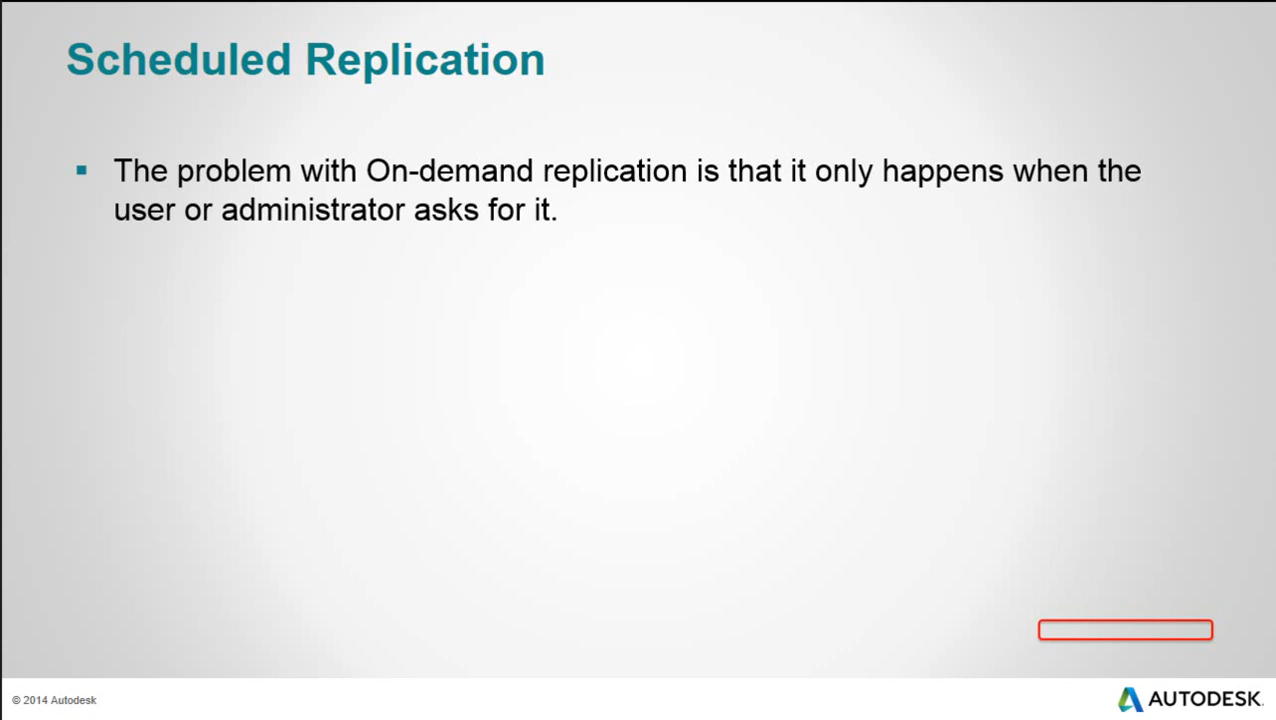 Scheduled Replication
▪ The problem with On-demand replication is that it only happens when the
user or administrator asks for it.
© 2014 Autodesk
AUTODESK.